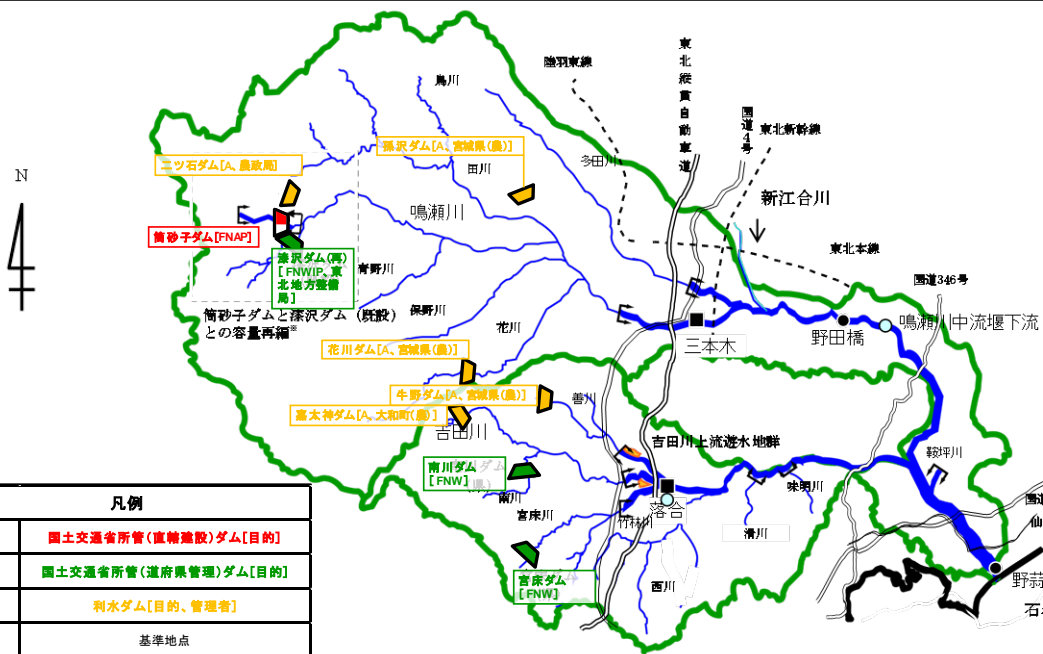 鳥川
陸羽東線
東北縦貫自動車道
国道4号
東北新幹線
多田川
漏沢ダム[A、宮城県(農)]
田川
二ツ石ダム[A、農政局]
鳴瀬川
新江合川
N
筒砂子ダム[FNAP]
漆沢ダム(再)
[FNWIP、東
北地方整備
局]
青野川
東北本線
国道346号
筒砂子ダムと漆沢ダム（既設）
との容量再編※
保野川
花川
三本木
野田橋
鳴瀬川中流堰下流
花川ダム[A、宮城県(農)]
牛野ダム[A、宮城県(農)]
嘉太神ダム[A、大和町(農)]
善川
吉田川
吉田川上流遊水地群
鞍坪川
南川ダム
[FNW]
南川
味明川
宮床川
竹林川
落合
滑川
宮床ダム
[FNW]
西川
国道
仙
野蒜
石
凡例
国土交通省所管(直轄建設)ダム[目的]
国土交通省所管(道府県管理)ダム[目的]
利水ダム[目的、管理者]
基準地点